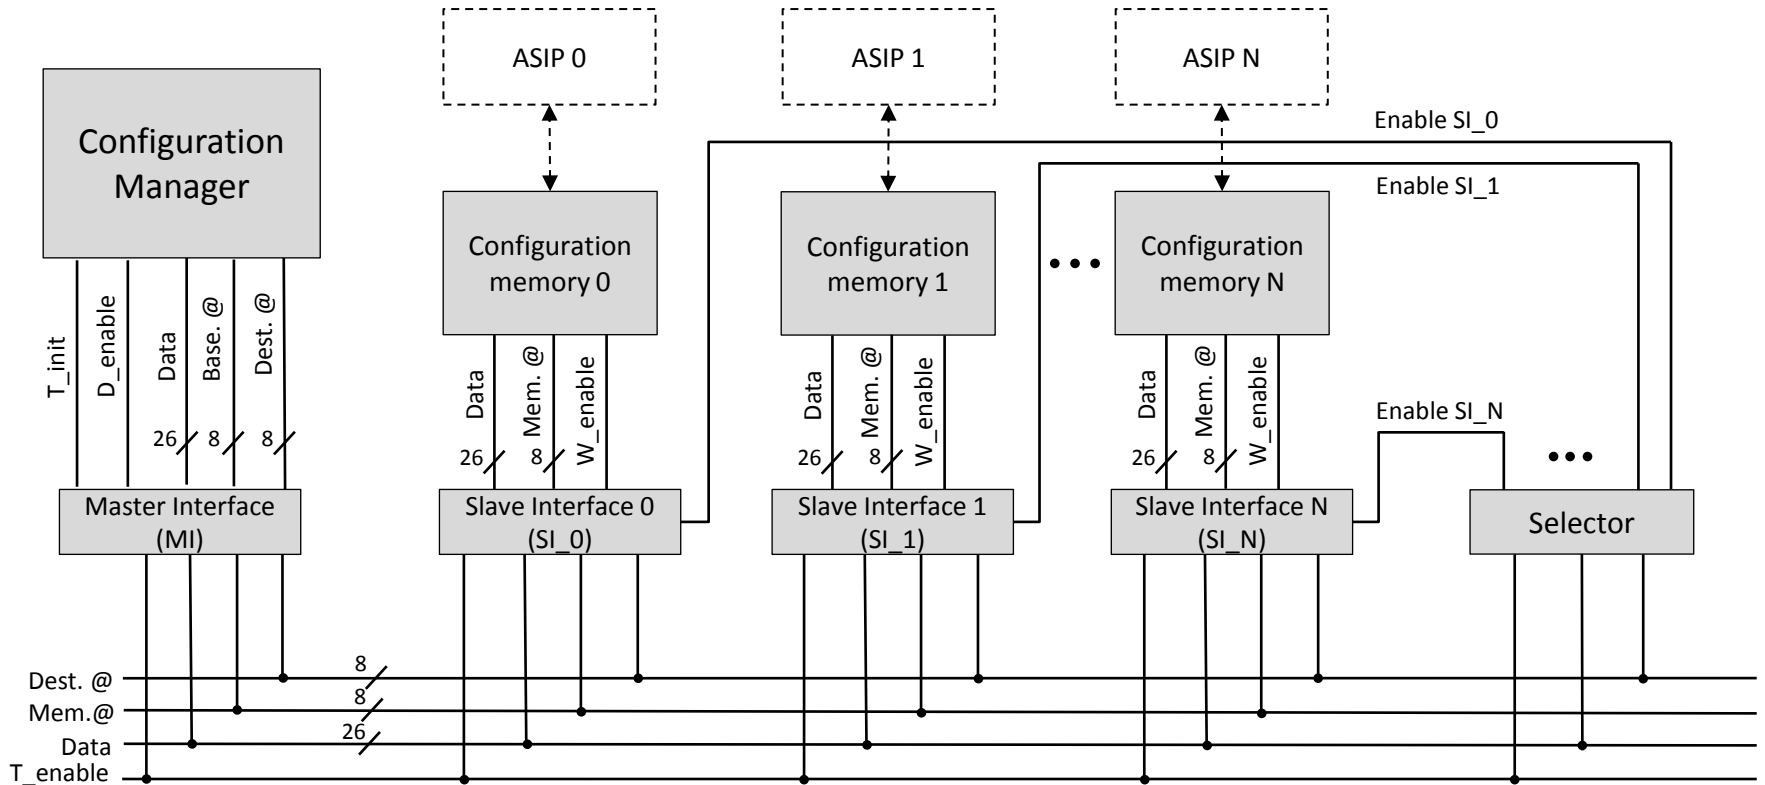 ASIP 0
ASIP 1
ASIP N
Configuration
Manager
Enable SI_0
Enable SI_1
Configuration
memory 0
Configuration
memory 1
Configuration
memory N
T_init
D_enable
Data
Base. @
Dest. @
26
8
8
Data
Mem. @
W_enable
26
8
Data
Mem. @
W_enable
26
8
Data
Mem. @
W_enable
26
8
Enable SI_N
Master Interface
(MI)
Slave Interface 0
(SI_0)
Slave Interface 1
(SI_1)
Slave Interface N
(SI_N)
Selector
Dest. @
8
Mem.@
8
Data
26
T_enable